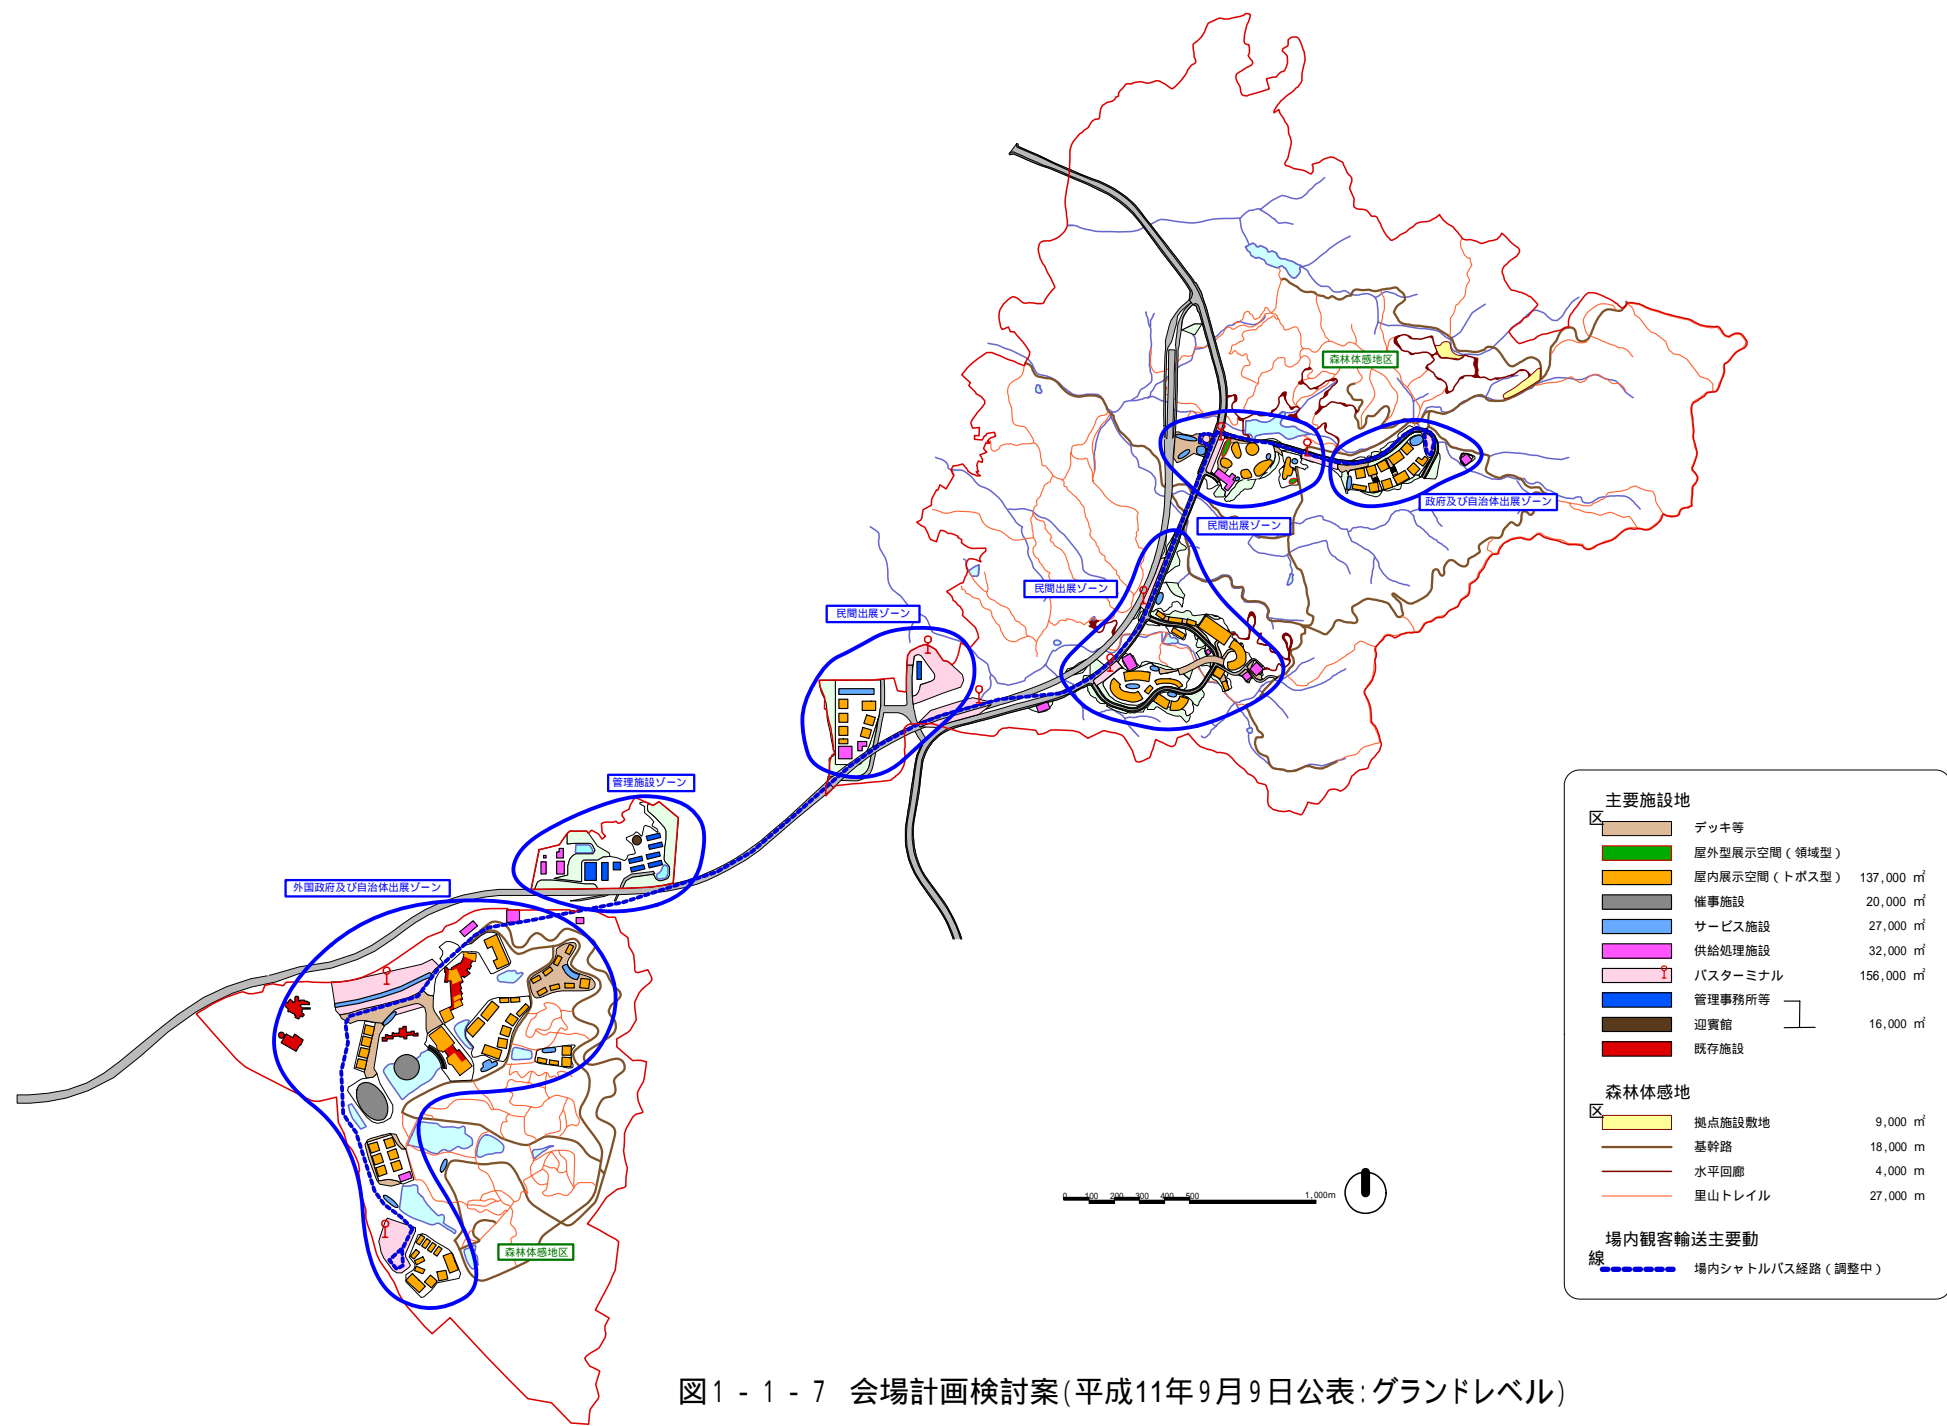 森林体感地区
政府及び自治体出展ゾーン
民間出展ゾーン
民間出展ゾーン
民間出展ゾーン
管理施設ゾーン
外国政府及び自治体出展ゾーン
森林体感地区
0 100 200 300 400 500 1,000m
主要施設地
区
デッキ等
屋外型展示空間(領域型)
屋内展示空間(トポス型) 137,000 ㎡
催事施設 20,000 ㎡
サービス施設 27,000 ㎡
供給処理施設 32,000 ㎡
バスターミナル 156,000 ㎡
管理事務所等
迎賓館 16,000 ㎡
既存施設
森林体感地
区
拠点施設敷地 9,000 ㎡
基幹路 18,000 m
水平回廊 4,000 m
里山トレイル 27,000 m
場内観客輸送主要動
線
場内シャトルバス経路(調整中)
図1-1-7 会場計画検討案(平成11年9月9日公表:グランドレベル)